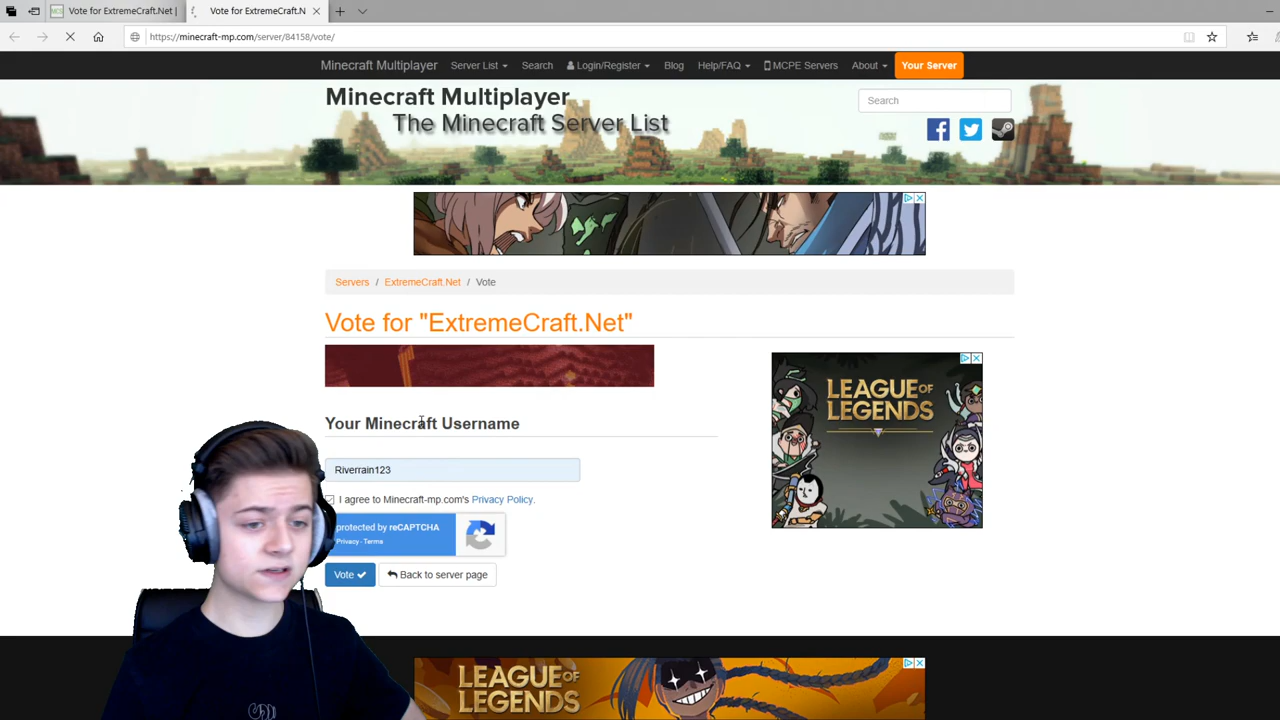 Vote for ExtremeCraft.Net |
Vote for ExtremeCraft.N
https://minecraft-mp.com/server/84158/vote/
Minecraft Multiplayer Server List Search Login/Register Blog Help/FAQ MCPE Servers About Your Server
Minecraft Multiplayer
The Minecraft Server List
Search
Servers / ExtremeCraft.Net / Vote
Vote for "ExtremeCraft.Net"
LEAGUE OF
LEGENDS
Your Minecraft Username
Riverrain123
I agree to Minecraft-mp.com's Privacy Policy.
protected by reCAPTCHA
Privacy - Terms
Vote
Back to server page
LEAGUE OF
LEGENDS